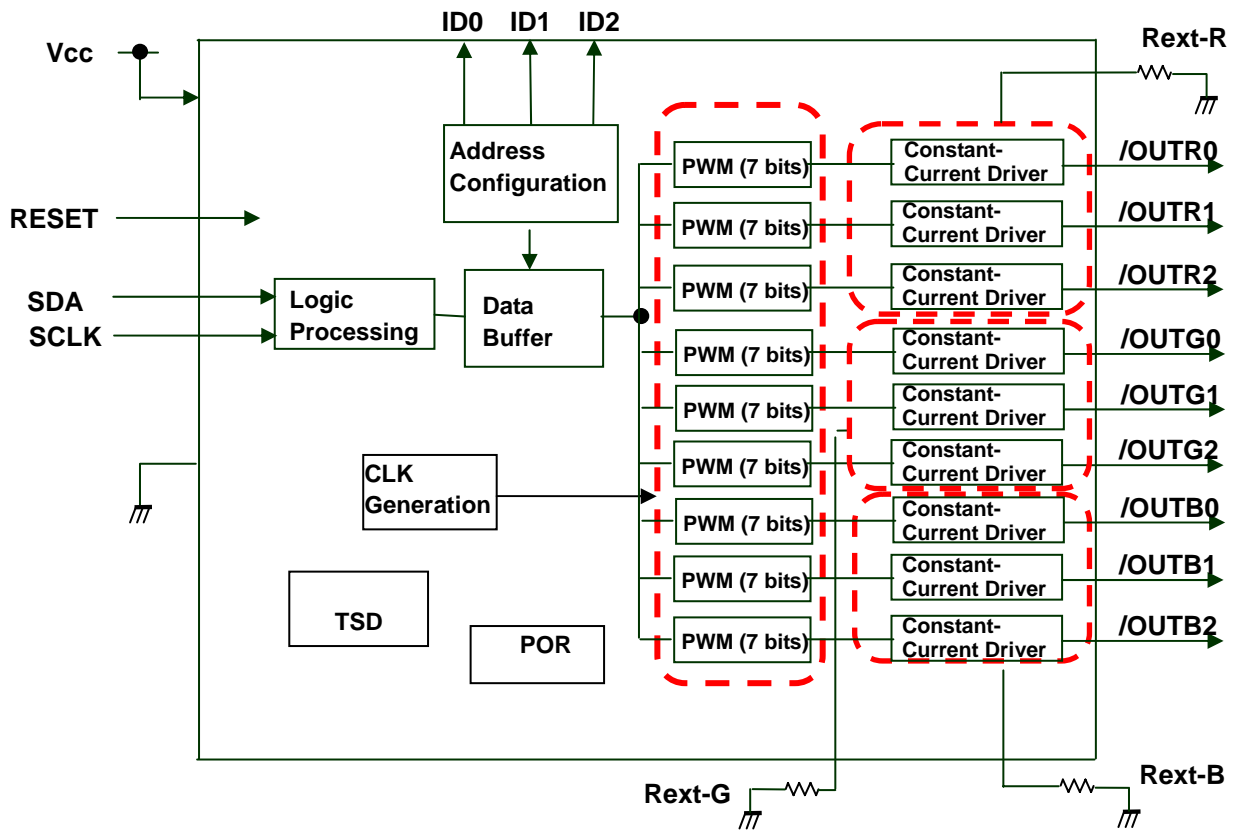 ID0 ID1 ID2
Rext-R
Vcc
Address
Configuration
RESET
SDA
SCLK
Logic
Processing
Data
Buffer
CLK
Generation
TSD
POR
PWM (7 bits)
Constant-
Current Driver
/OUTR0
PWM (7 bits)
Constant-
Current Driver
/OUTR1
PWM (7 bits)
Constant-
Current Driver
/OUTR2
PWM (7 bits)
Constant-
Current Driver
/OUTG0
PWM (7 bits)
Constant-
Current Driver
/OUTG1
PWM (7 bits)
Constant-
Current Driver
/OUTG2
PWM (7 bits)
Constant-
Current Driver
/OUTB0
PWM (7 bits)
Constant-
Current Driver
/OUTB1
PWM (7 bits)
Constant-
Current Driver
/OUTB2
Rext-G
Rext-B